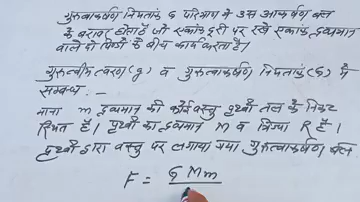 गुरुत्वाकर्षण नियतांक G परिमाण में उस आकर्षण बल
के बराबर होता है जो एकांक दूरी पर रखे एकांक द्रव्यमान
वाले दो पिंडों के बीच कार्य करता है।
गुरुत्वीय त्वरण (g) व गुरुत्वाकर्षण नियतांक (G) में
सम्बन्ध :-
माना m द्रव्यमान की कोई वस्तु पृथ्वी तल के निकट
स्थित है। पृथ्वी का द्रव्यमान M व त्रिज्या R है।
पृथ्वी द्वारा वस्तु पर लगाया गया गुरुत्वाकर्षण बल
F = G Mm